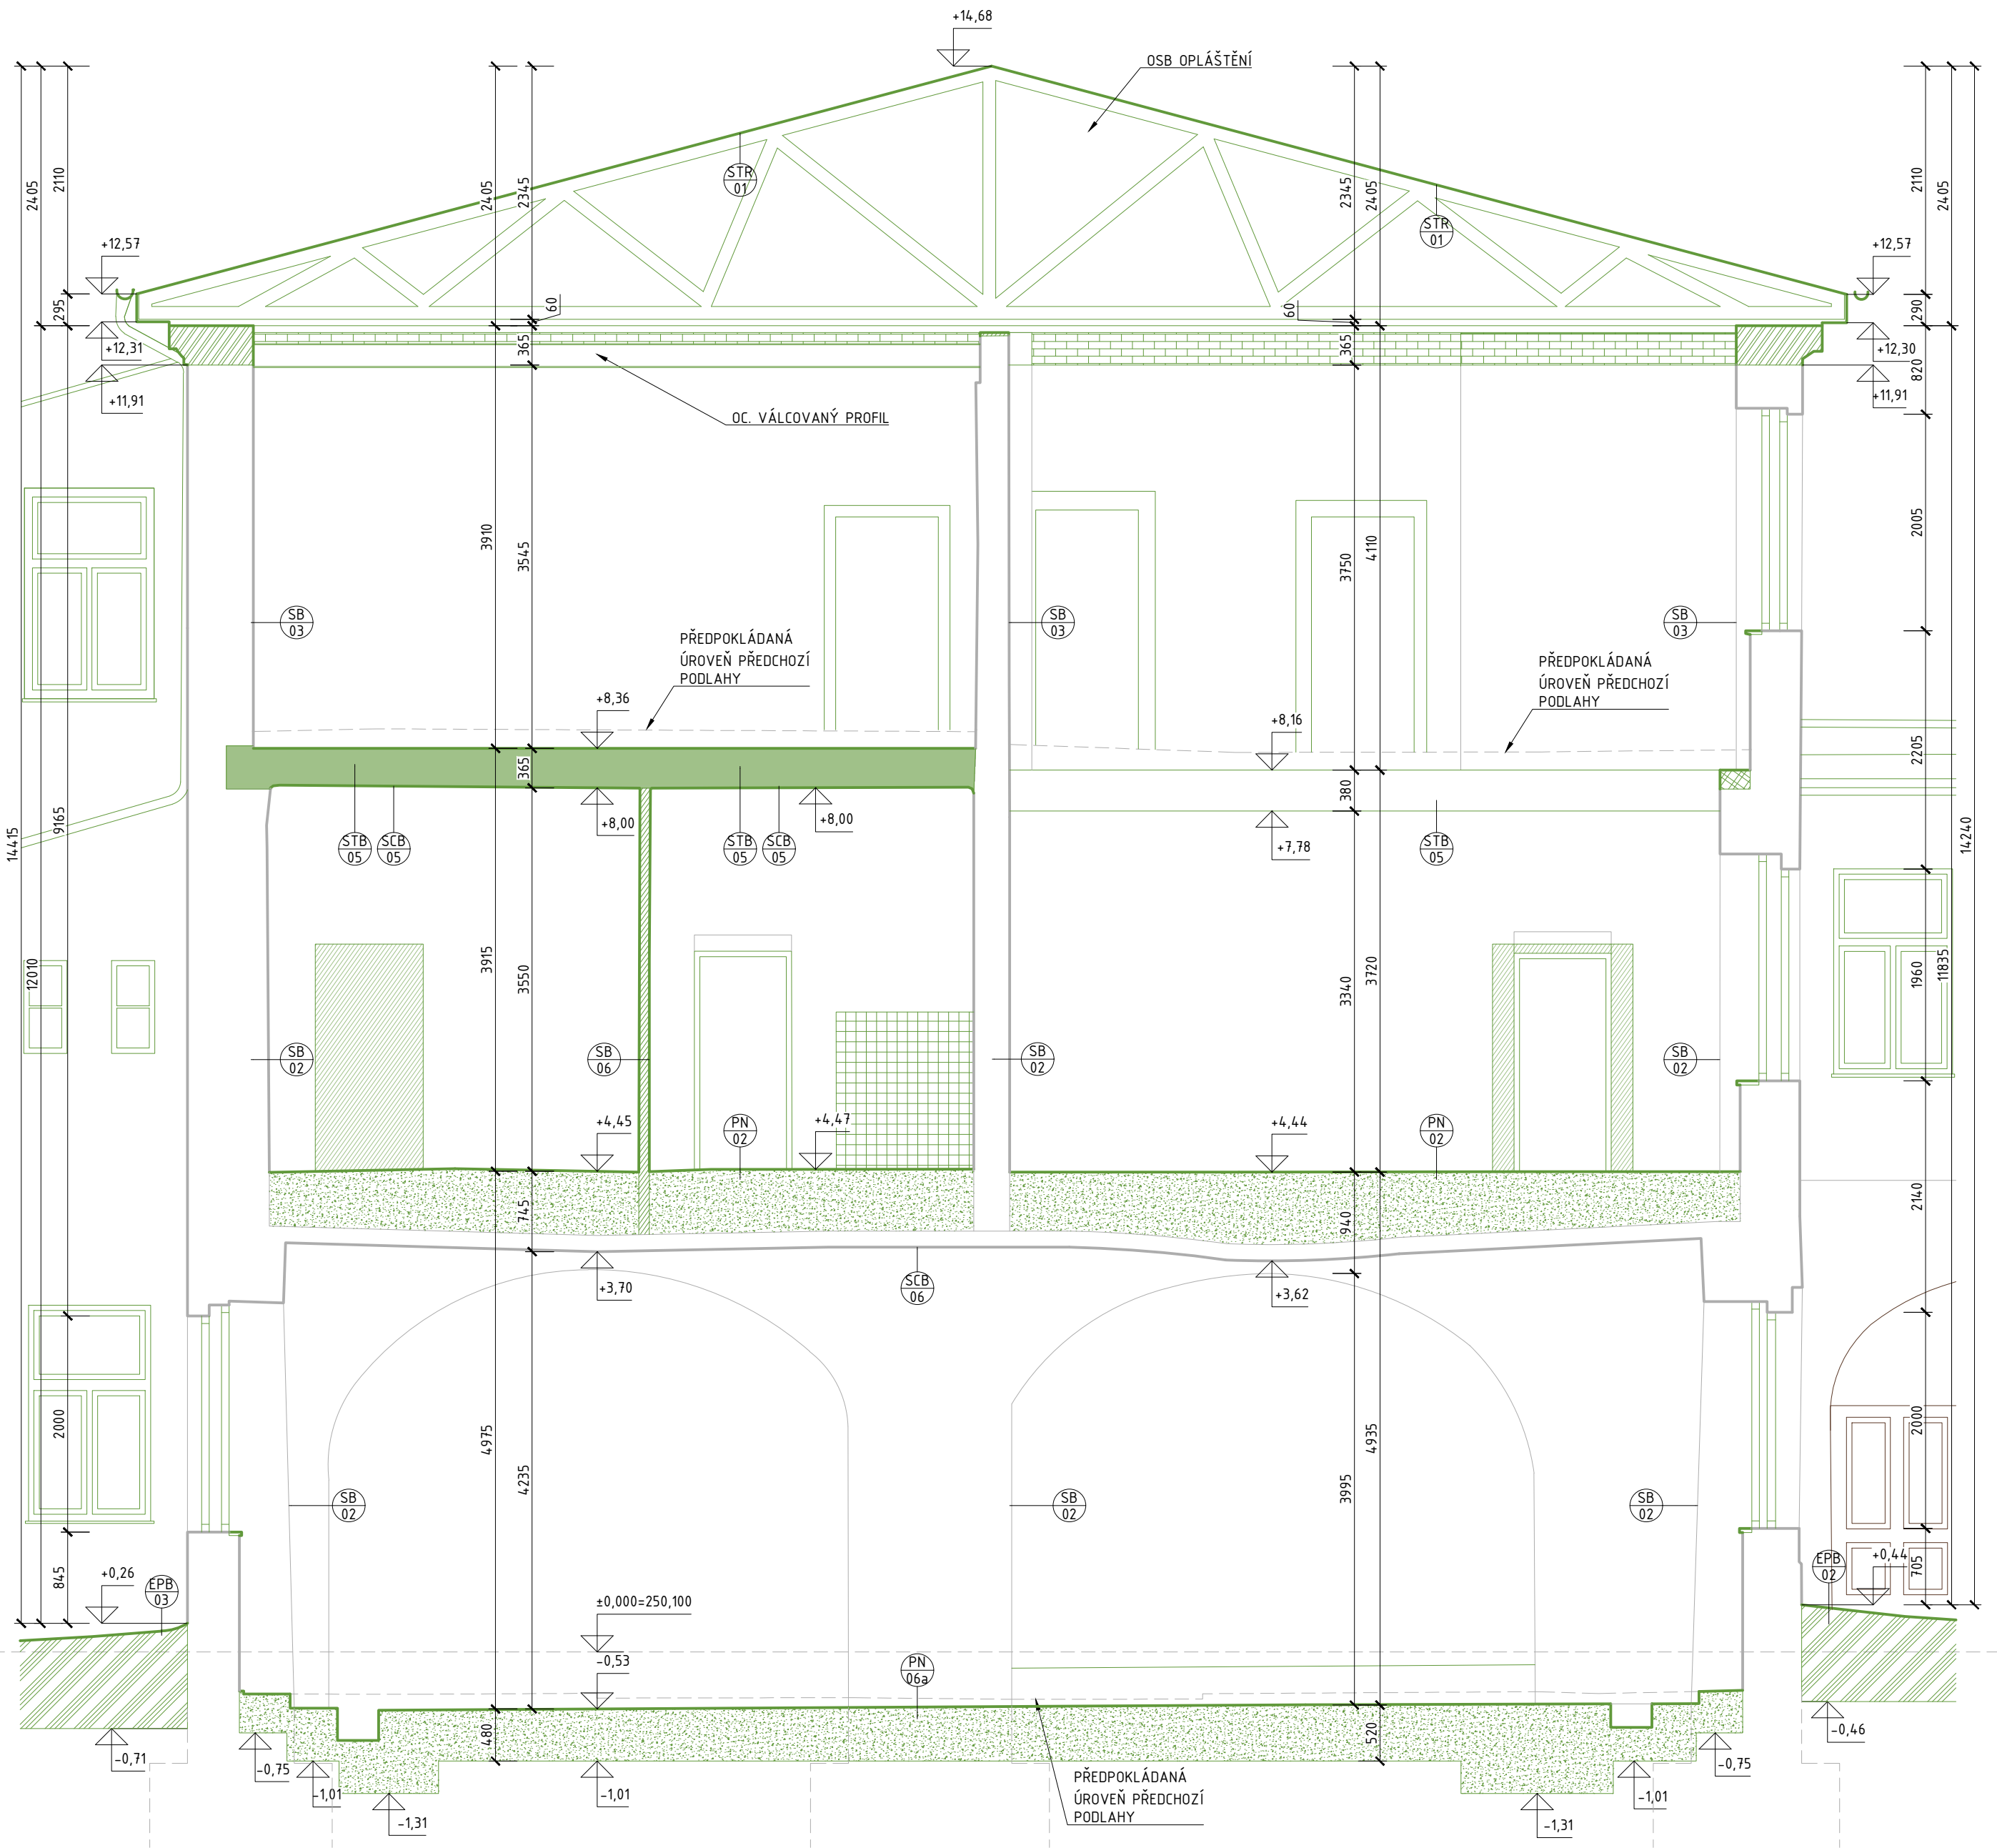 +14,68
OSB OPLÁŠTĚNÍ
2405
2110
2405
2345
STR
01
2345
2405
STR
01
2110
2405
+12,57
+12,57
295
60
60
290
+12,31
365
365
+12,30
820
+11,91
+11,91
OC. VÁLCOVANÝ PROFIL
3910
3545
3750
4110
2005
SB
03
SB
03
SB
03
PŘEDPOKLÁDANÁ
ÚROVEŇ PŘEDCHOZÍ
PODLAHY
PŘEDPOKLÁDANÁ
ÚROVEŇ PŘEDCHOZÍ
PODLAHY
+8,36
+8,16
2205
365
380
14415
9165
+8,00
+8,00
STB
05
SCB
05
STB
05
SCB
05
+7,78
STB
05
14240
12010
3915
3550
3340
3720
1960
11835
SB
02
SB
06
SB
02
SB
02
+4,45
PN
02
+4,47
+4,44
PN
02
745
940
2140
+3,70
SCB
06
+3,62
2000
4975
4235
3995
4935
2000
SB
02
SB
02
SB
02
845
+0,26
EPB
03
±0,000=250,100
EPB
02
+0,44
705
-0,53
PN
06a
480
520
-0,71
-0,75
-1,01
-1,31
-1,01
PŘEDPOKLÁDANÁ
ÚROVEŇ PŘEDCHOZÍ
PODLAHY
-0,46
-0,75
-1,01
-1,31